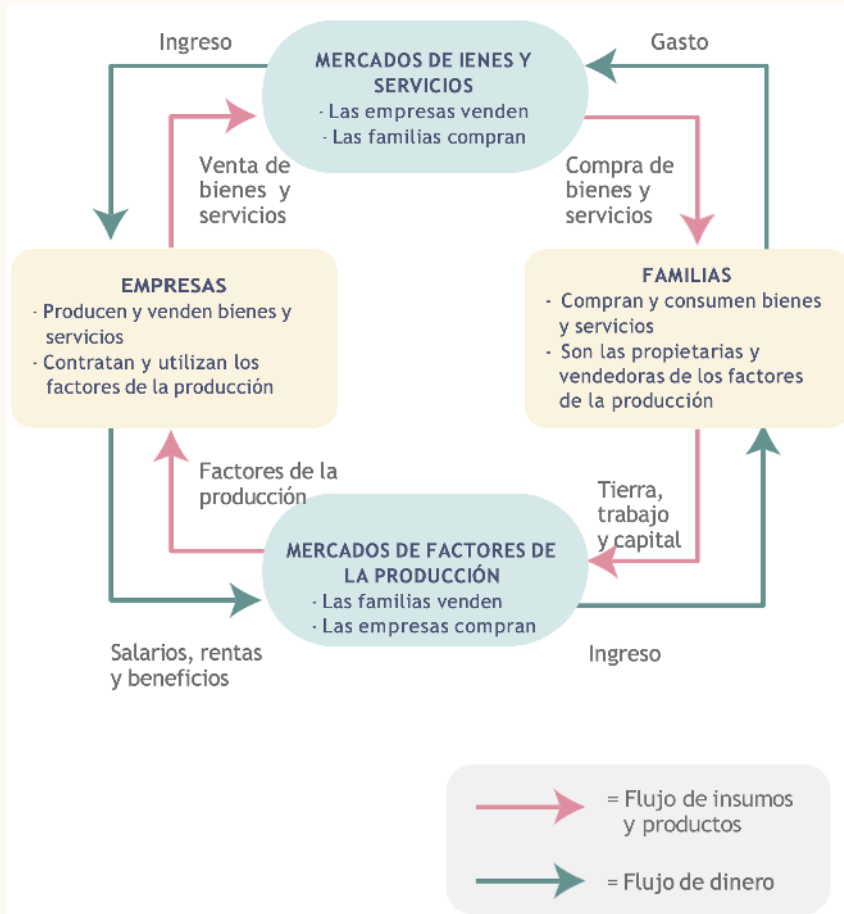 Ingreso
MERCADOS DE IENES Y
SERVICIOS
- Las empresas venden
- Las familias compran
Gasto
Venta de
bienes y
servicios
Compra de
bienes y
servicios
EMPRESAS
- Producen y venden bienes y
servicios
- Contratan y utilizan los
factores de la producción
FAMILIAS
- Compran y consumen bienes
y servicios
- Son las propietarias y
vendedoras de los factores
de la producción
Factores de la
producción
Tierra,
trabajo
y capital
MERCADOS DE FACTORES DE
LA PRODUCCIÓN
- Las familias venden
- Las empresas compran
Salarios, rentas
y beneficios
Ingreso
= Flujo de insumos
y productos
= Flujo de dinero